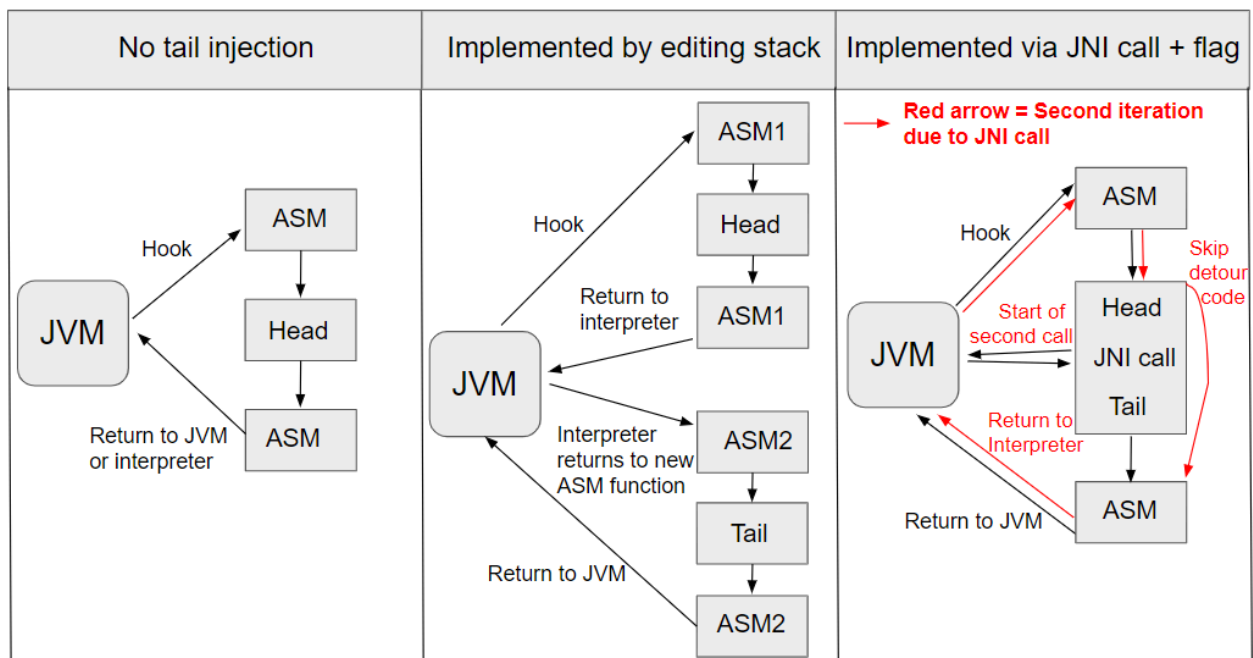 No tail injection
Implemented by editing stack
Implemented via JNI call + flag
ASM
Hook
JVM
Head
Return to JVM
or interpreter
ASM
ASM1
Hook
Head
Return to
interpreter
ASM1
JVM
Interpreter
returns to new
ASM function
ASM2
Tail
Return to JVM
ASM2
Red arrow = Second iteration
due to JNI call
ASM
Hook
Skip
detour
code
Start of
second call
Head
JVM
JNI call
Tail
Return to
Interpreter
Return to JVM
ASM